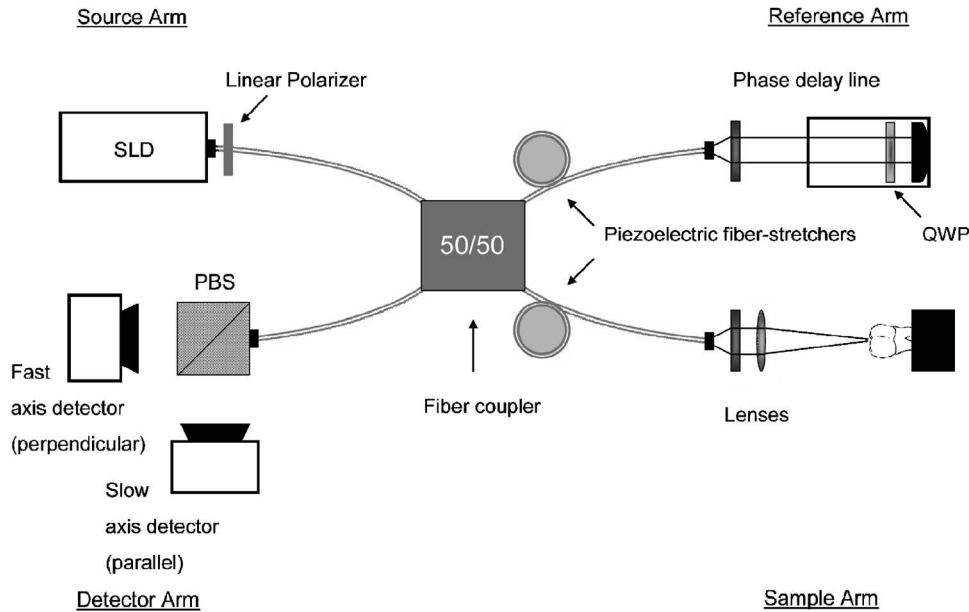 Source Arm
Reference Arm
Linear Polarizer
Phase delay line
SLD
50/50
Piezoelectric fiber-stretchers
QWP
PBS
Fast
axis detector
(perpendicular)
Fiber coupler
Lenses
Slow
axis detector
(parallel)
Detector Arm
Sample Arm